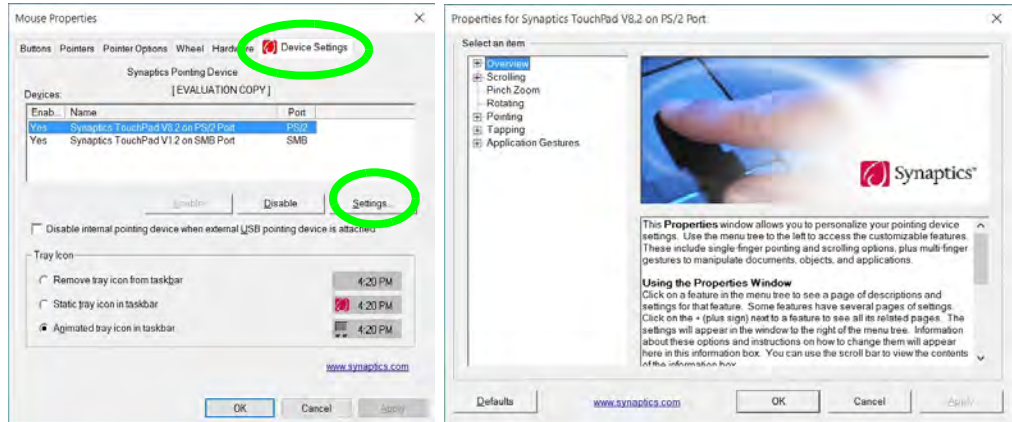 Mouse Properties
Buttons Pointers Pointer Options Wheel Hardware Device Settings
Synaptics Pointing Device
[EVALUATION COPY]
Devices:
Enab... Name Port
Yes Synaptics TouchPad V8.2 on PS/2 Port PS/2
Yes Synaptics TouchPad V1.2 on SMB Port SMB
Enable Disable Settings...
Disable internal pointing device when external USB pointing device is attached
Tray Icon
Remove tray icon from taskbar 4:20 PM
Static tray icon in taskbar 4:20 PM
Animated tray icon in taskbar 4:20 PM
www.synaptics.com
OK Cancel Apply
Properties for Synaptics TouchPad V8.2 on PS/2 Port
Select an item
Overview
Scrolling
Pinch Zoom
Rotating
Pointing
Tapping
Application Gestures
Synaptics™
This Properties window allows you to personalize your pointing device
settings. Use the menu tree to the left to access the customizable features.
These include single-finger pointing and scrolling options, plus multi-finger
gestures to manipulate documents, objects, and applications.
Using the Properties Window
Click on a feature in the menu tree to see a page of descriptions and
settings for that feature. Some features have several pages of settings.
Click on the + (plus sign) next to a feature to see all its related pages. The
settings will appear in the window to the right of the menu tree. Information
about these options and instructions on how to change them will appear
here in this information box. You can use the scroll bar to view the contents
of the information box.
Defaults www.synaptics.com OK Cancel Apply